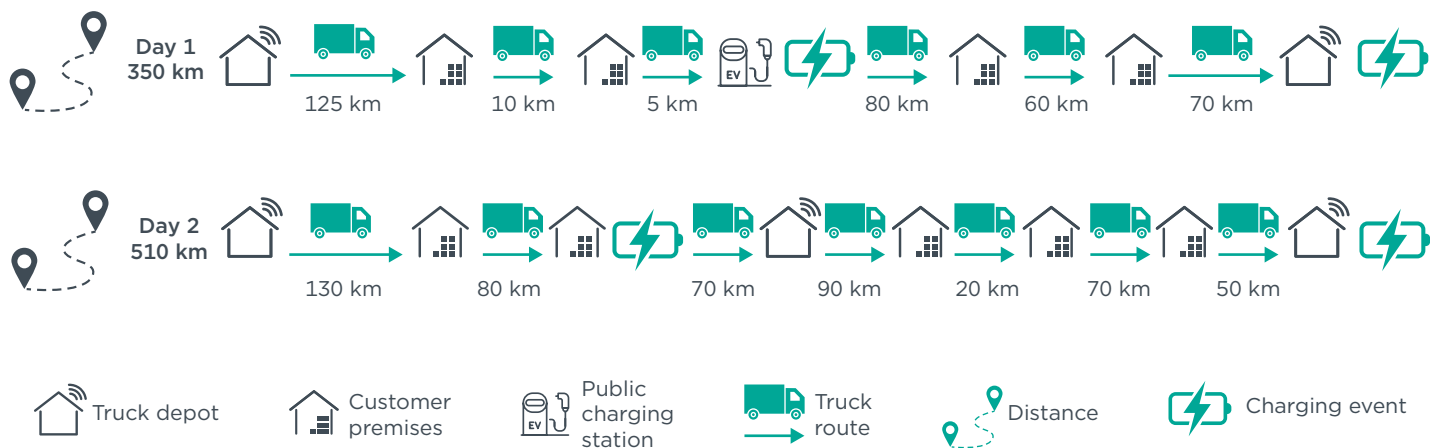 Day 1
350 km
EV
125 km
10 km
5 km
80 km
60 km
70 km
Day 2
510 km
130 km
80 km
70 km
90 km
20 km
70 km
50 km
Truck depot
Customer
premises
EV
Public
charging
station
Truck
route
Distance
Charging event